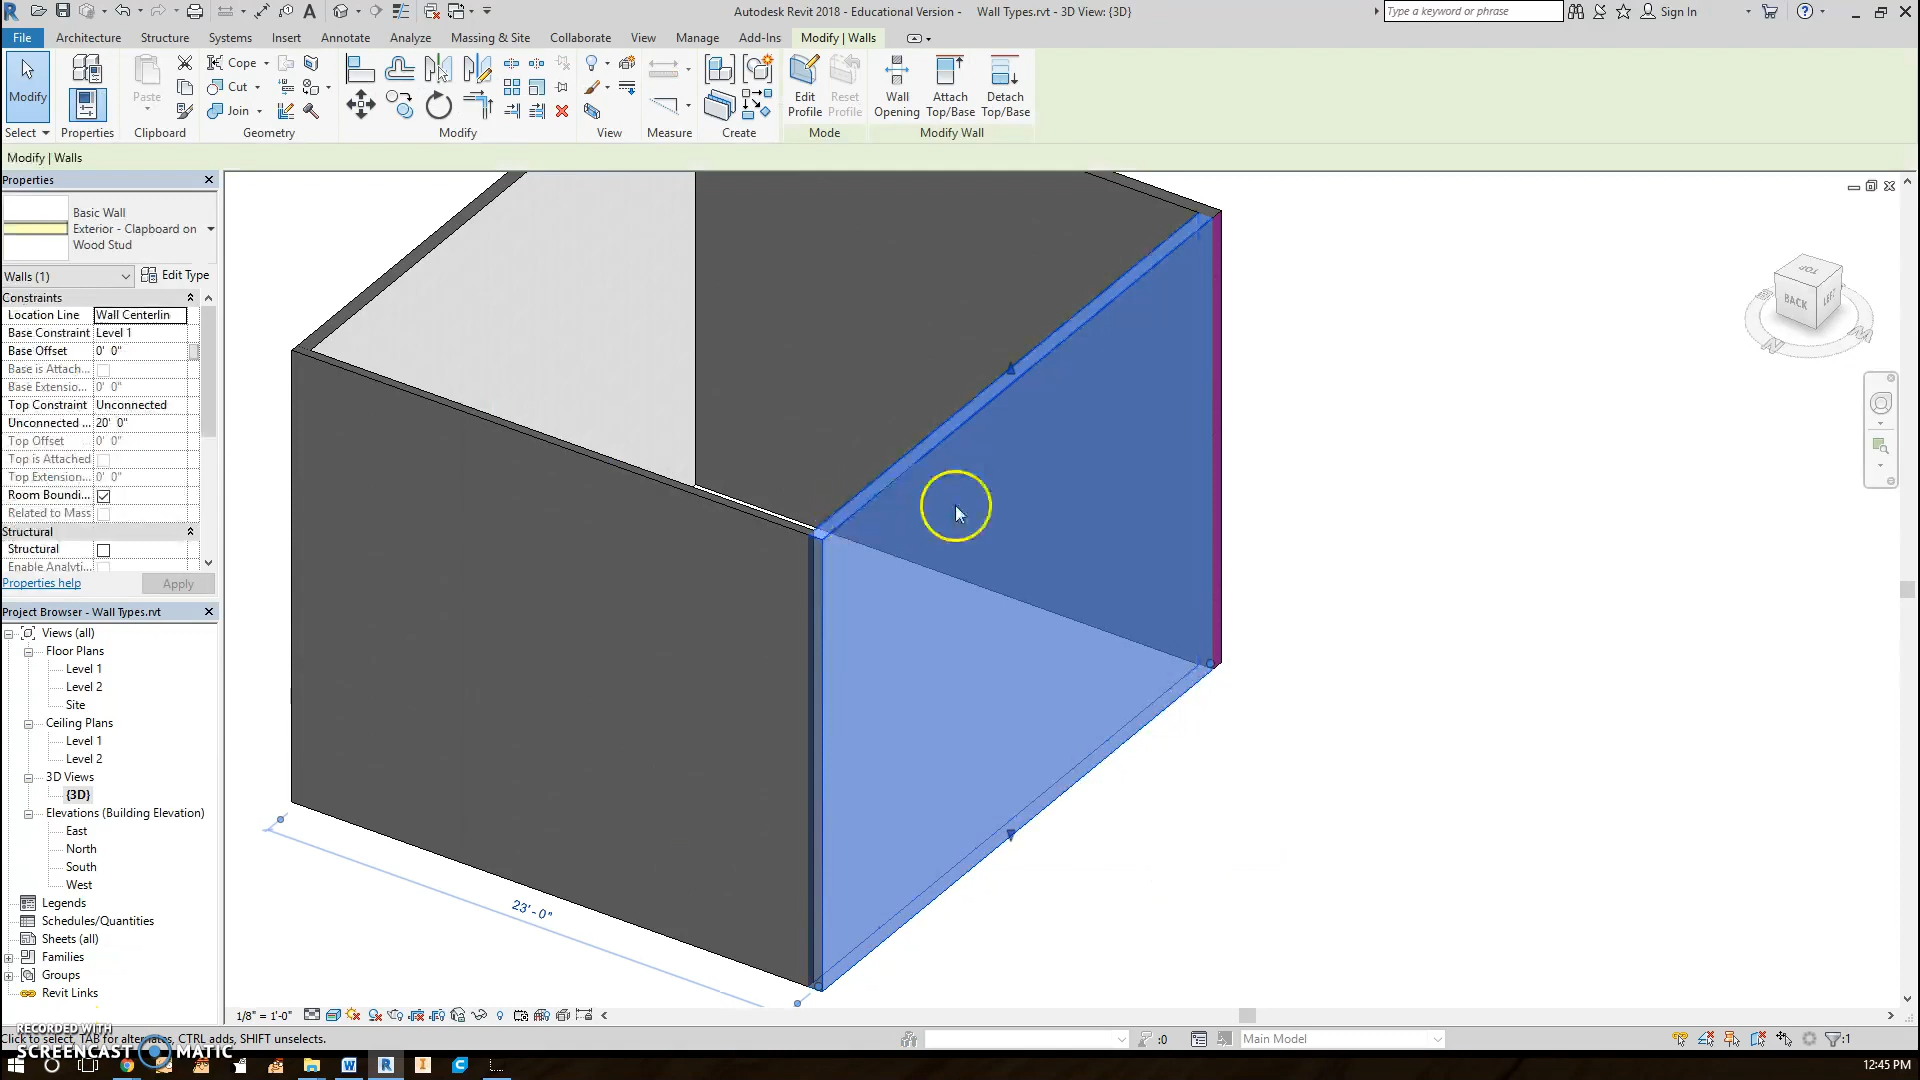 Autodesk Revit 2018 - Educational Version - Wall Types.rvt - 3D View: {3D}
Type a keyword or phrase
Sign In
File Architecture Structure Systems Insert Annotate Analyze Massing & Site Collaborate View Manage Add-Ins Modify | Walls
Modify
Paste
Cope
Cut
Join
Edit Profile
Reset Profile
Wall Opening
Attach Top/Base
Detach Top/Base
Select Properties Clipboard Geometry Modify View Measure Create Mode Modify Wall
Modify | Walls
Properties
Basic Wall
Exterior - Clapboard on
Wood Stud
Walls (1) Edit Type
Constraints
Location Line Wall Centerlin
Base Constraint Level 1
Base Offset 0' 0"
Base is Attach...
Base Extensio... 0' 0"
Top Constraint Unconnected
Unconnected ... 20' 0"
Top Offset 0' 0"
Top is Attached
Top Extension... 0' 0"
Room Boundi...
Related to Mass
Structural
Structural
Enable Analyti...
Properties help Apply
Project Browser - Wall Types.rvt
Views (all)
Floor Plans
Level 1
Level 2
Site
Ceiling Plans
Level 1
Level 2
3D Views
{3D}
Elevations (Building Elevation)
East
North
South
West
Legends
Schedules/Quantities
Sheets (all)
Families
Groups
Revit Links
TOP
BACK
LEFT
23' - 0"
1/8" = 1'-0"
RECORDED WITH
Click to select, TAB for alternates, CTRL adds, SHIFT unselects.
:0
Main Model
:1
SCREENCAST MATIC
12:45 PM